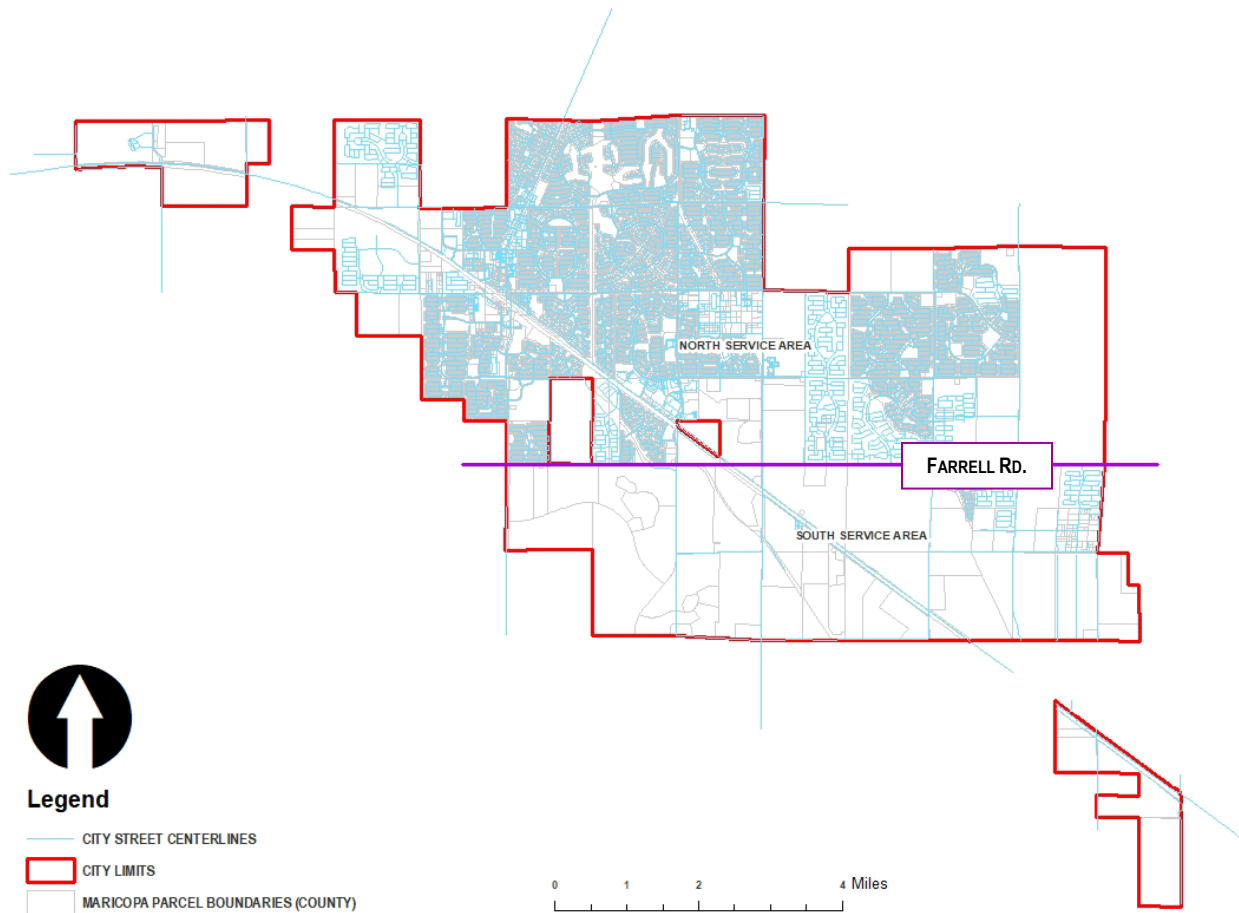 NORTH SERVICE AREA
FARRELL RD.
SOUTH SERVICE AREA
Legend
CITY STREET CENTERLINES
CITY LIMITS
MARICOPA PARCEL BOUNDARIES (COUNTY)
0 1 2 4 Miles